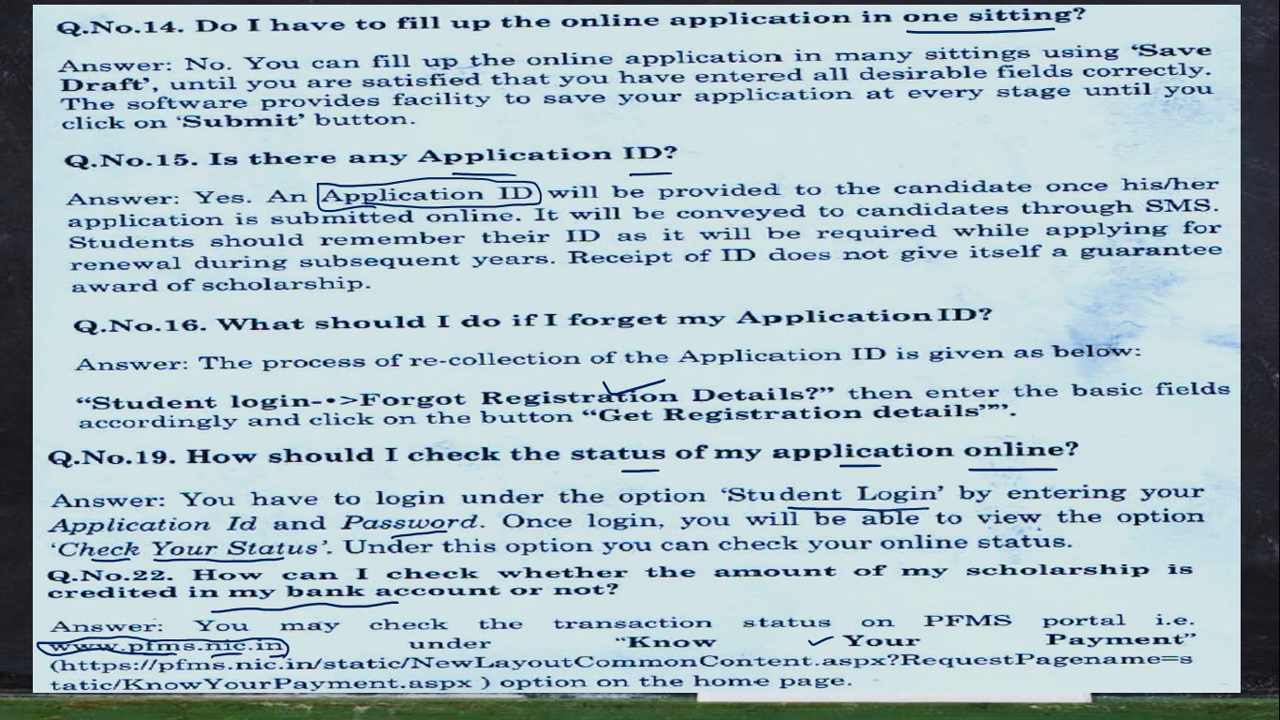 Q.No.14. Do I have to fill up the online application in one sitting?
Answer: No. You can fill up the online application in many sittings using ‘Save
Draft’, until you are satisfied that you have entered all desirable fields correctly.
The software provides facility to save your application at every stage until you
click on ‘Submit’ button.
Q.No.15. Is there any Application ID?
Answer: Yes. An Application ID will be provided to the candidate once his/her
application is submitted online. It will be conveyed to candidates through SMS.
Students should remember their ID as it will be required while applying for
renewal during subsequent years. Receipt of ID does not give itself a guarantee
award of scholarship.
Q.No.16. What should I do if I forget my Application ID?
Answer: The process of re-collection of the Application ID is given as below:
“Student login-•>Forgot Registration Details?” then enter the basic fields
accordingly and click on the button “Get Registration details””’.
Q.No.19. How should I check the status of my application online?
Answer: You have to login under the option ‘Student Login’ by entering your
Application Id and Password. Once login, you will be able to view the option
‘Check Your Status’. Under this option you can check your online status.
Q.No.22. How can I check whether the amount of my scholarship is
credited in my bank account or not?
Answer: You may check the transaction status on PFMS portal i.e.
www.pfms.nic.in under “Know Your Payment”
(https://pfms.nic.in/static/NewLayoutCommonContent.aspx?RequestPagename=s
tatic/KnowYourPayment.aspx ) option on the home page.